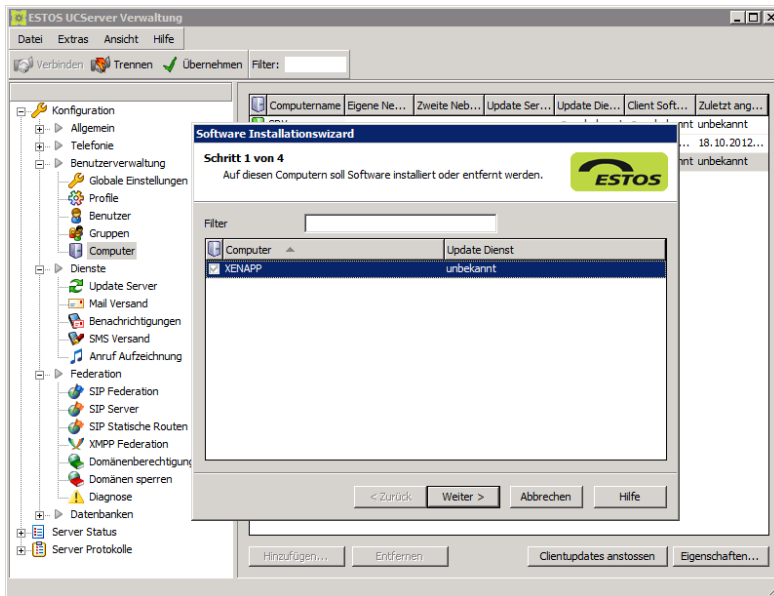 ESTOS UCServer Verwaltung
Datei Extras Ansicht Hilfe
Verbinden Trennen Übernehmen Filter:
Computername Eigene Ne... Zweite Neb... Update Ser... Update Die... Client Soft... Zuletzt ang...
unbekannt
18.10.2012...
unbekannt
Konfiguration
Allgemein
Telefonie
Benutzerverwaltung
Globale Einstellungen
Profile
Benutzer
Gruppen
Computer
Dienste
Update Server
Mail Versand
Benachrichtigungen
SMS Versand
Anruf Aufzeichnung
Federation
SIP Federation
SIP Server
SIP Statische Routen
XMPP Federation
Domänenberechtigung
Domänen sperren
Diagnose
Datenbanken
Server Status
Server Protokolle
Software Installationswizard
Schritt 1 von 4
Auf diesen Computern soll Software installiert oder entfernt werden.
ESTOS
Filter
Computer Update Dienst
XENAPP unbekannt
< Zurück Weiter > Abbrechen Hilfe
Hinzufügen... Entfernen Clientupdates anstossen Eigenschaften...